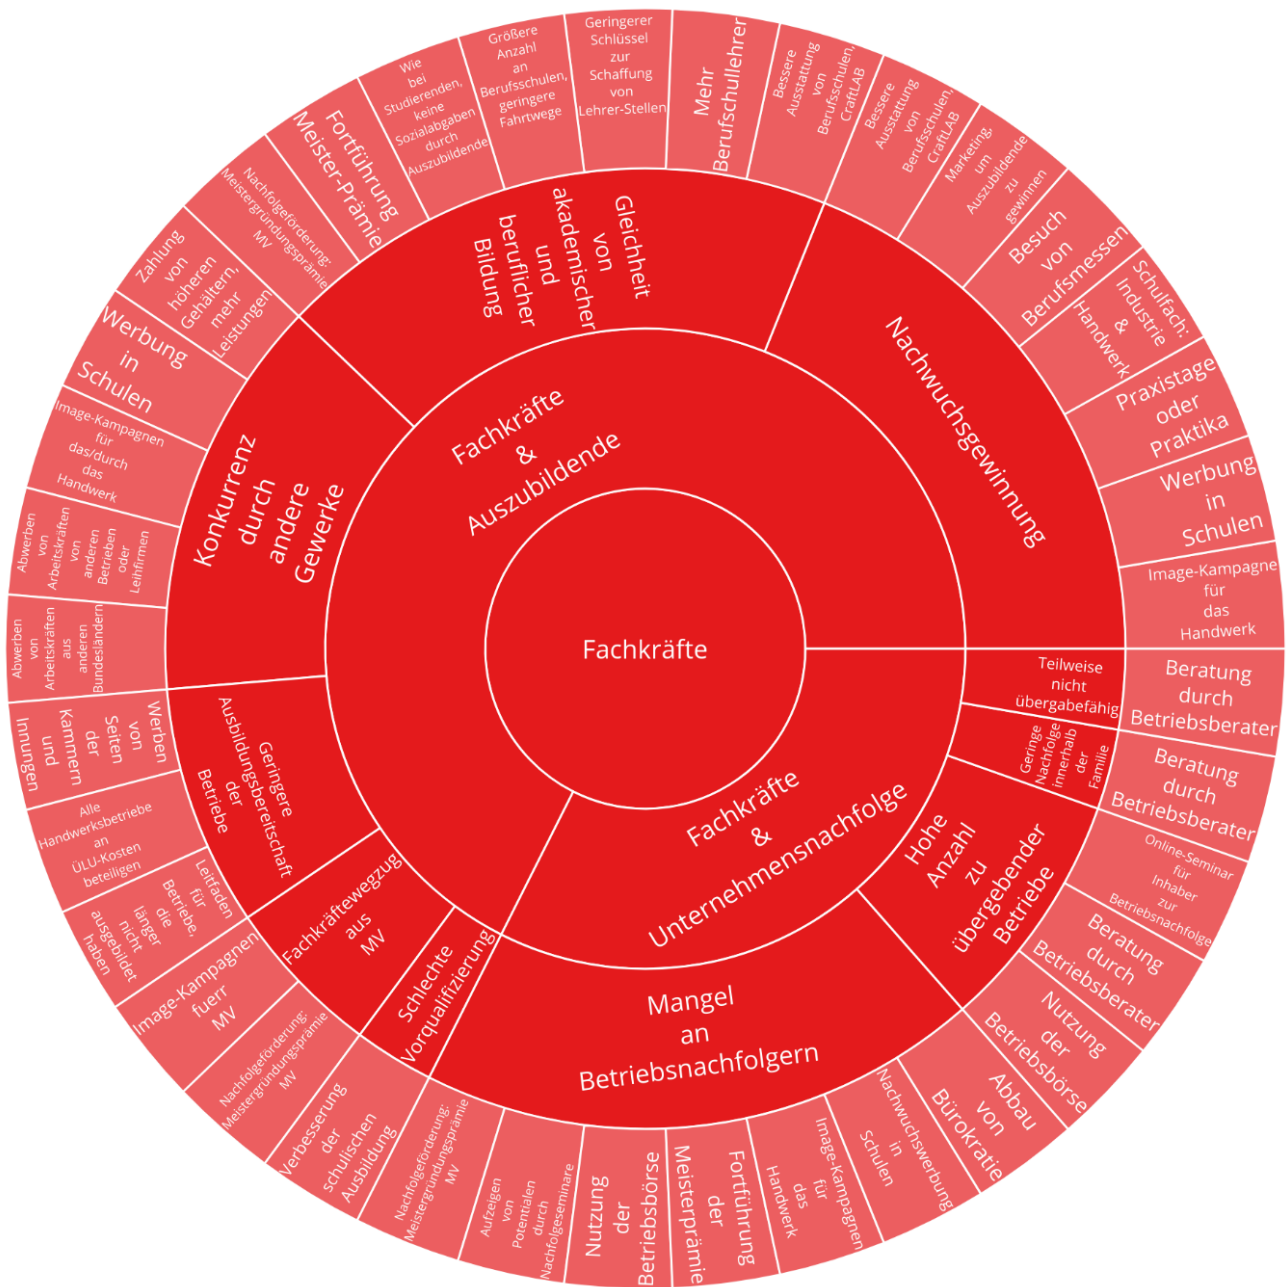 Fachkräfte
Fachkräfte
&
Auszubildende
Fachkräfte
&
Unternehmensnachfolge
Nachwuchsgewinnung
Gleichheit
von
akademischer
und
beruflicher
Bildung
Konkurrenz
durch
andere
Gewerke
Geringere
Ausbildungsbereitschaft
der
Betriebe
Fachkräftewegzug
aus
MV
Schlechte
Vorqualifizierung
Mangel
an
Betriebsnachfolgern
Hohe
Anzahl
zu
übergebender
Betriebe
Geringe
Nachfolge
innerhalb
der
Familie
Teilweise
nicht
übergabefähig
Image-Kampagne
für
das
Handwerk
Werbung
in
Schulen
Praxistage
oder
Praktika
Schulfach:
Industrie
&
Handwerk
Besuch
von
Berufsmessen
Marketing,
um
Auszubildende
zu
gewinnen
Bessere
Ausstattung
von
Berufsschulen,
CraftLAB
Bessere
Ausstattung
von
Berufsschulen,
CraftLAB
Mehr
Berufschullehrer
Geringerer
Schlüssel
zur
Schaffung
von
Lehrer-Stellen
Größere
Anzahl
an
Berufsschulen,
geringere
Fahrtwege
Wie
bei
Studierenden,
keine
Sozialabgaben
durch
Auszubildende
Fortführung
Meister-Prämie
Nachfolgeförderung:
Meistergründungsprämie
MV
Zahlung
von
höheren
Gehältern,
mehr
Leistungen
Werbung
in
Schulen
Image-Kampagnen
für
das/durch
das
Handwerk
Abwerben
von
Arbeitskräften
von
anderen
Betrieben
oder
Leihfirmen
Abwerben
von
Arbeitskräften
aus
anderen
Bundesländern
Werben
von
Seiten
der
Kammern
und
Innungen
Alle
Handwerksbetriebe
an
ÜLU-Kosten
beteiligen
Leitfaden
für
Betriebe,
die
länger
nicht
ausgebildet
haben
Image-Kampagnen
fuerr
MV
Nachfolgeförderung:
Meistergründungsprämie
MV
Verbesserung
der
schulischen
Ausbildung
Nachfolgeförderung:
Meistergründungsprämie
MV
Aufzeigen
von
Potentialen
durch
Nachfolgeseminare
Nutzung
der
Betriebsbörse
Fortführung
der
Meisterprämie
Image-Kampagnen
für
das
Handwerk
Nachwuchswerbung
in
Schulen
Abbau
von
Bürokratie
Nutzung
der
Betriebsbörse
Beratung
durch
Betriebsberater
Online-Seminar
für
Inhaber
zur
Betriebsnachfolge
Beratung
durch
Betriebsberater
Beratung
durch
Betriebsberater